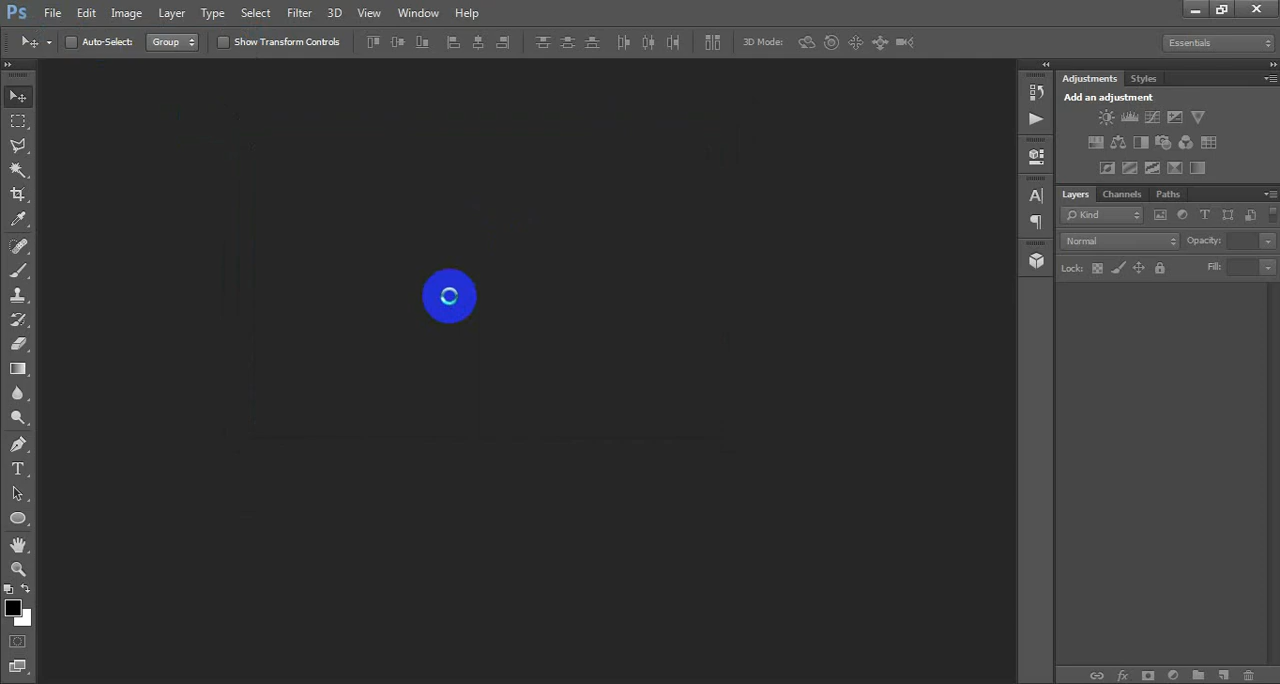 Ps File Edit Image Layer Type Select Filter 3D View Window Help
Auto-Select: Group Show Transform Controls 3D Mode: Essentials
Adjustments Styles
Add an adjustment
Layers Channels Paths
Kind
Normal Opacity:
Lock: Fill: